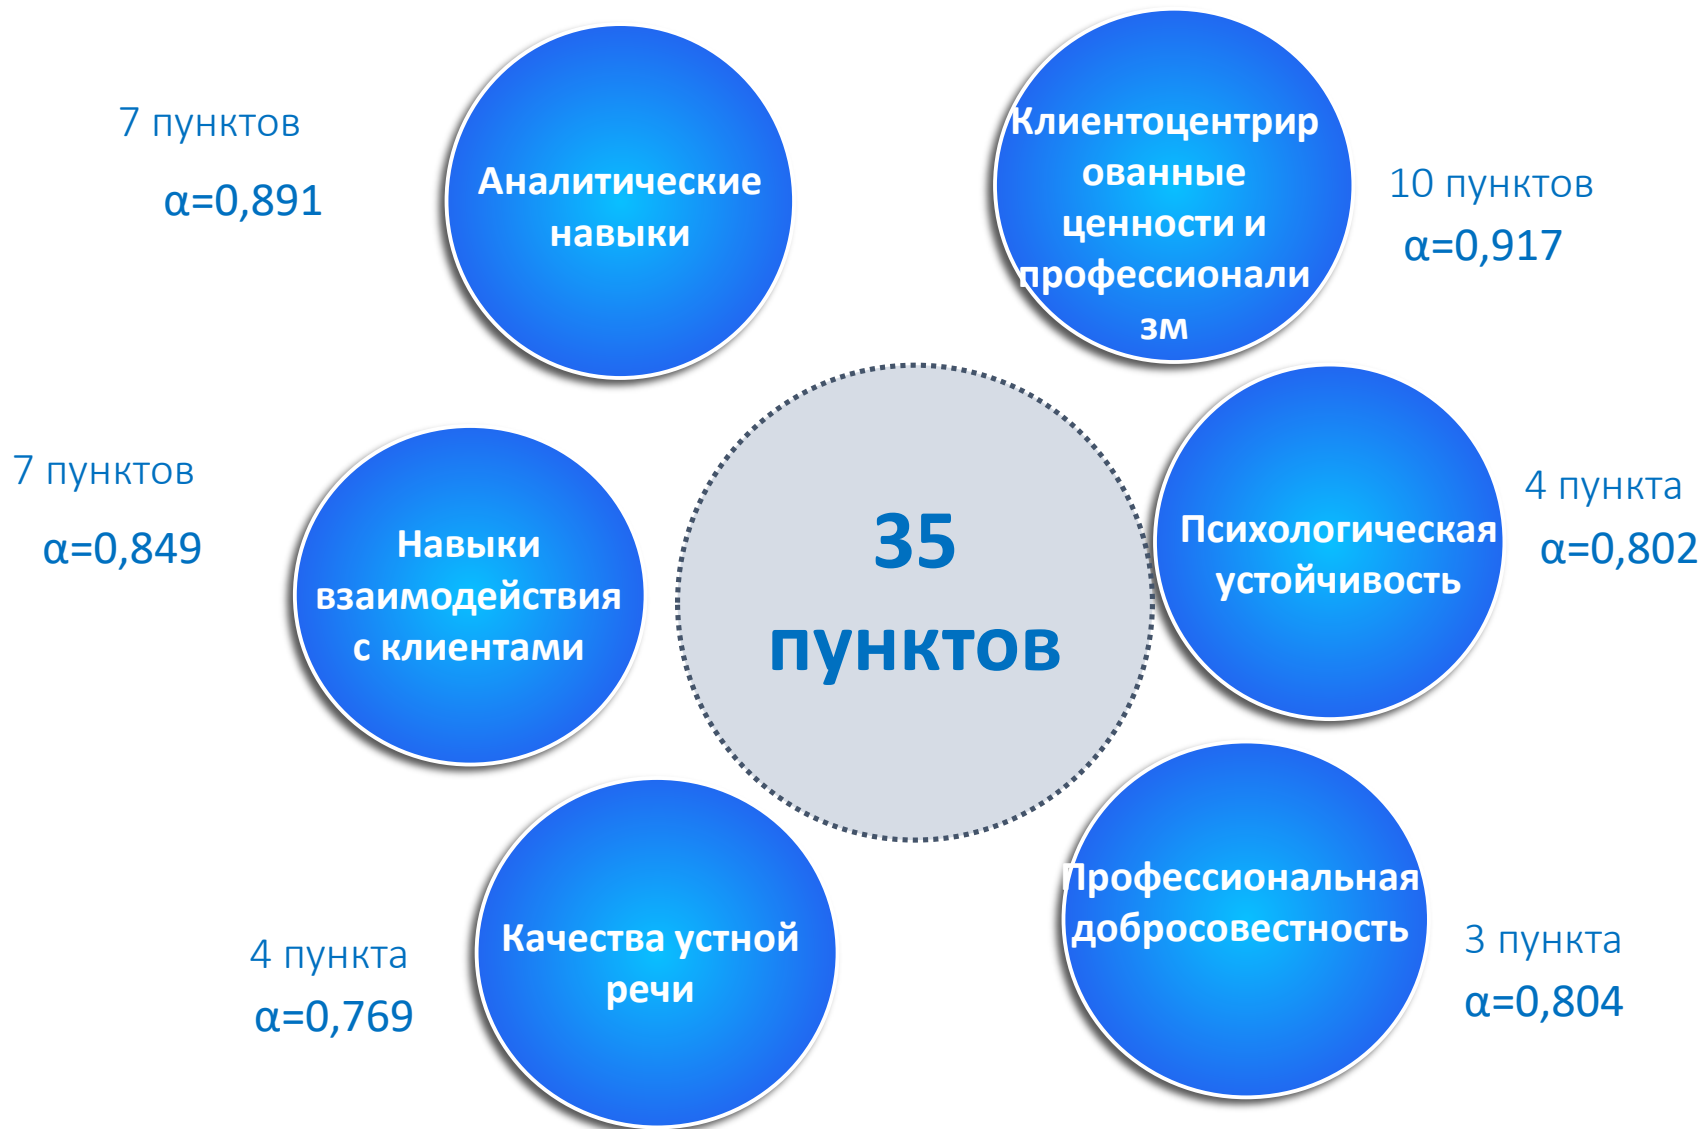 7 пунктов
α=0,891
Аналитические
навыки
Клиентоцентрир
ованные
ценности и
профессионали
зм
10 пунктов
α=0,917
7 пунктов
α=0,849
Навыки
взаимодействия
с клиентами
35
пунктов
Психологическая
устойчивость
4 пункта
α=0,802
4 пункта
α=0,769
Качества устной
речи
Профессиональная
добросовестность
3 пункта
α=0,804